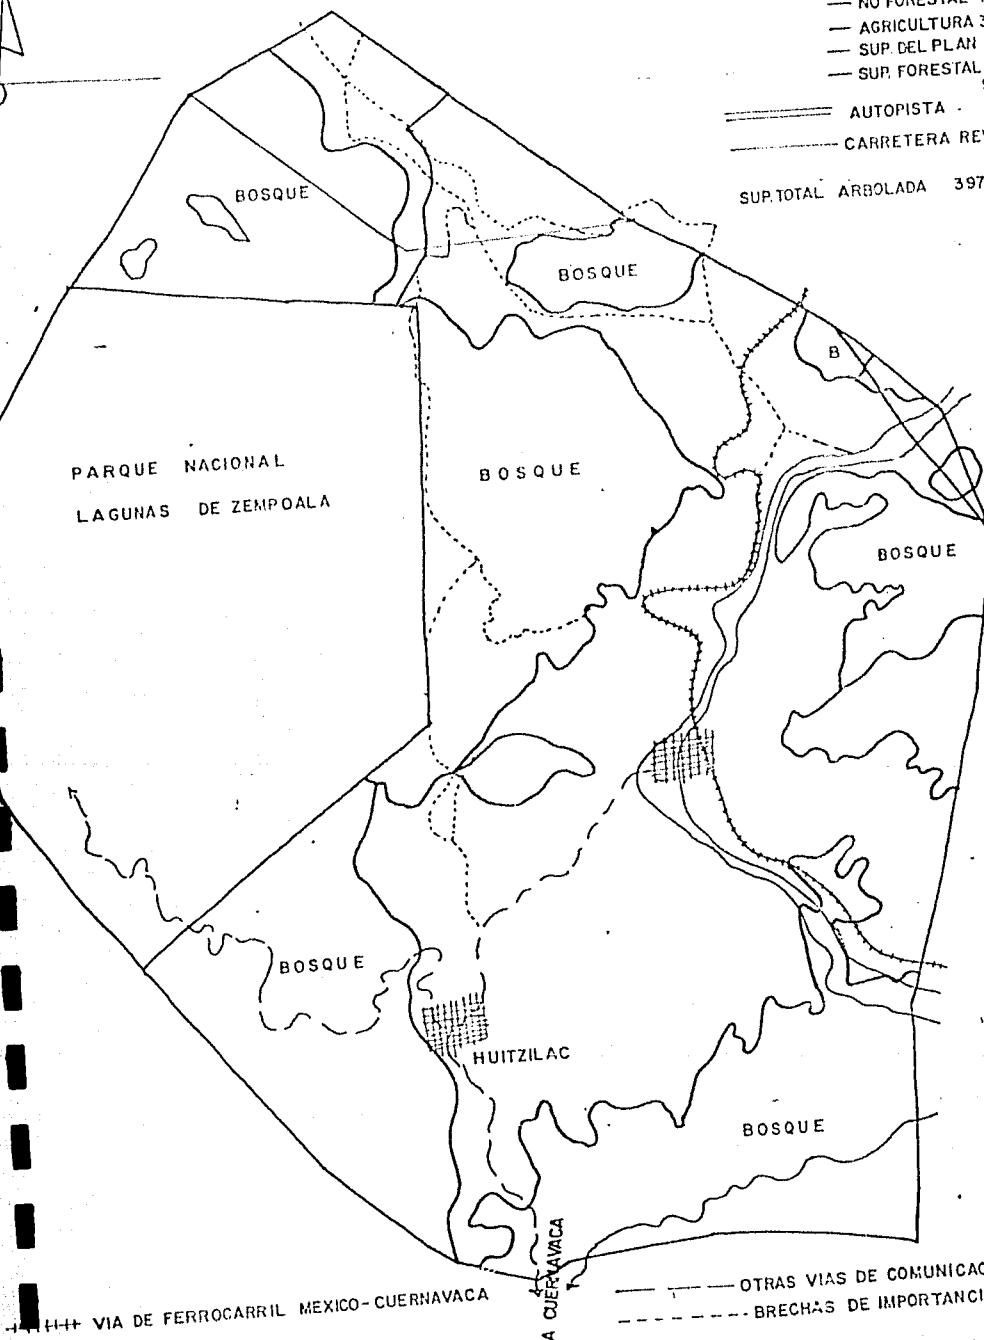 NO FORESTAL
AGRICULTURA 3
SUP. DEL PLAN
SUP. FORESTAL
AUTOPISTA
CARRETERA REV
SUP. TOTAL ARBOLADA 397
BOSQUE
BOSQUE
B
PARQUE NACIONAL
LAGUNAS DE ZEMPOALA
BOSQUE
BOSQUE
BOSQUE
HUITZILAC
BOSQUE
A CUERNAVACA
VIA DE FERROCARRIL MEXICO-CUERNAVACA
OTRAS VIAS DE COMUNICAC
BRECHAS DE IMPORTANCI